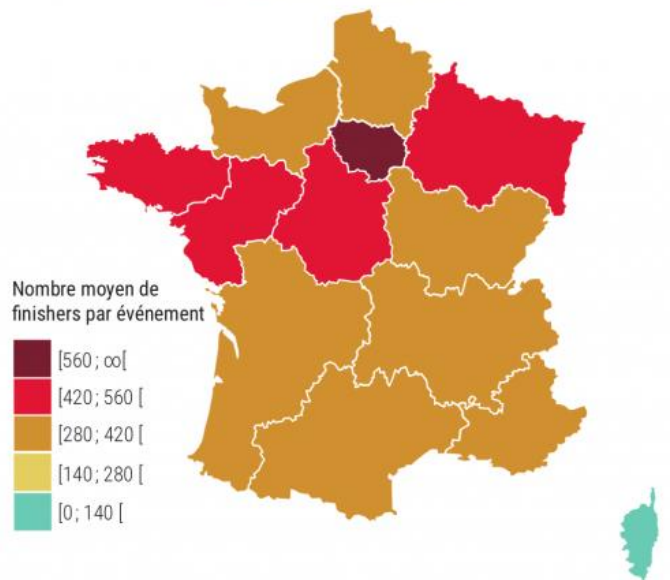 Nombre moyen de
finishers par événement
[560 ; ∞[
[420 ; 560 [
[280 ; 420 [
[140 ; 280 [
[0 ; 140 [